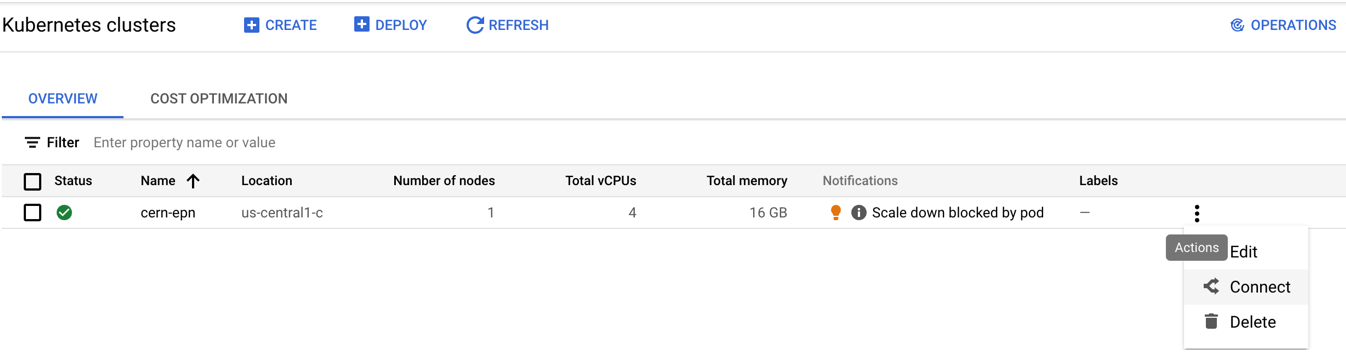 Kubernetes clusters CREATE DEPLOY REFRESH OPERATIONS
OVERVIEW COST OPTIMIZATION
Filter Enter property name or value
Status Name Location Number of nodes Total vCPUs Total memory Notifications Labels
cern-epn us-central1-c 1 4 16 GB Scale down blocked by pod —
Actions Edit
Connect
Delete